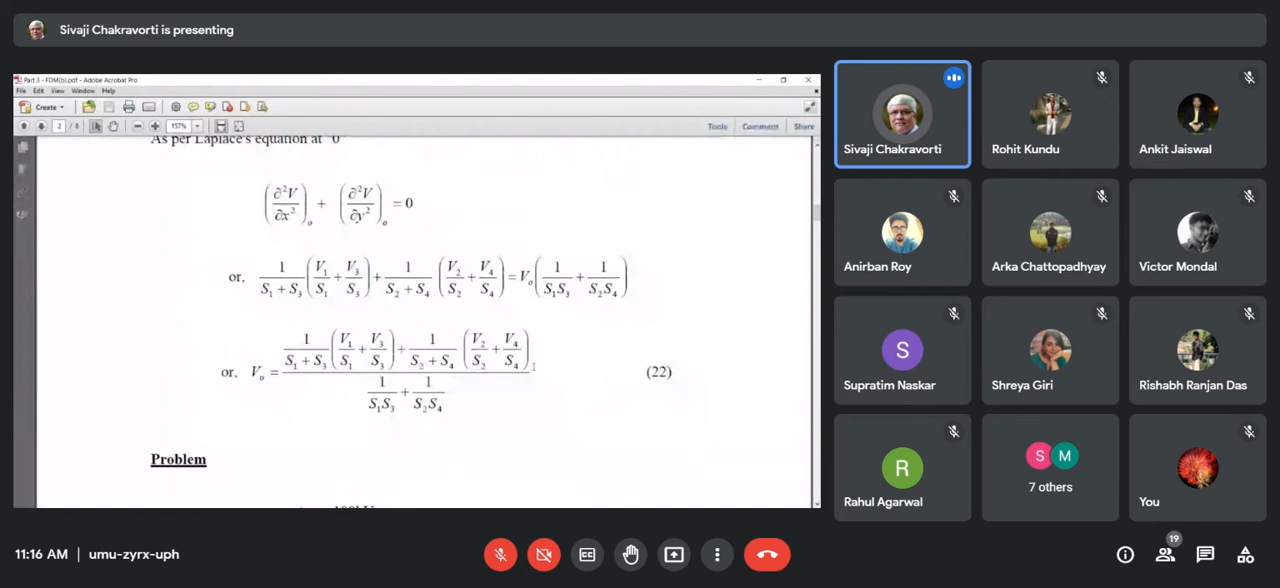 Sivaji Chakravorti is presenting
Part 3 - FDM(b).pdf - Adobe Acrobat Pro
File Edit View Window Help
Create
2 / 8 157% Tools Comment Share
As per Laplace's equation at '0'
(∂²V/∂x²)ₒ + (∂²V/∂y²)ₒ = 0
or, 1/(S₁ + S₃) (V₁/S₁ + V₃/S₃) + 1/(S₂ + S₄) (V₂/S₂ + V₄/S₄) = Vₒ (1/(S₁S₃) + 1/(S₂S₄))
or, Vₒ = [1/(S₁ + S₃) (V₁/S₁ + V₃/S₃) + 1/(S₂ + S₄) (V₂/S₂ + V₄/S₄)] / [1/(S₁S₃) + 1/(S₂S₄)] (22)
Problem
Sivaji Chakravorti
Rohit Kundu
Ankit Jaiswal
Anirban Roy
Arka Chattopadhyay
Victor Mondal
S
Supratim Naskar
Shreya Giri
Rishabh Ranjan Das
R
Rahul Agarwal
S M
7 others
You
11:16 AM | umu-zyrx-uph
CC
19